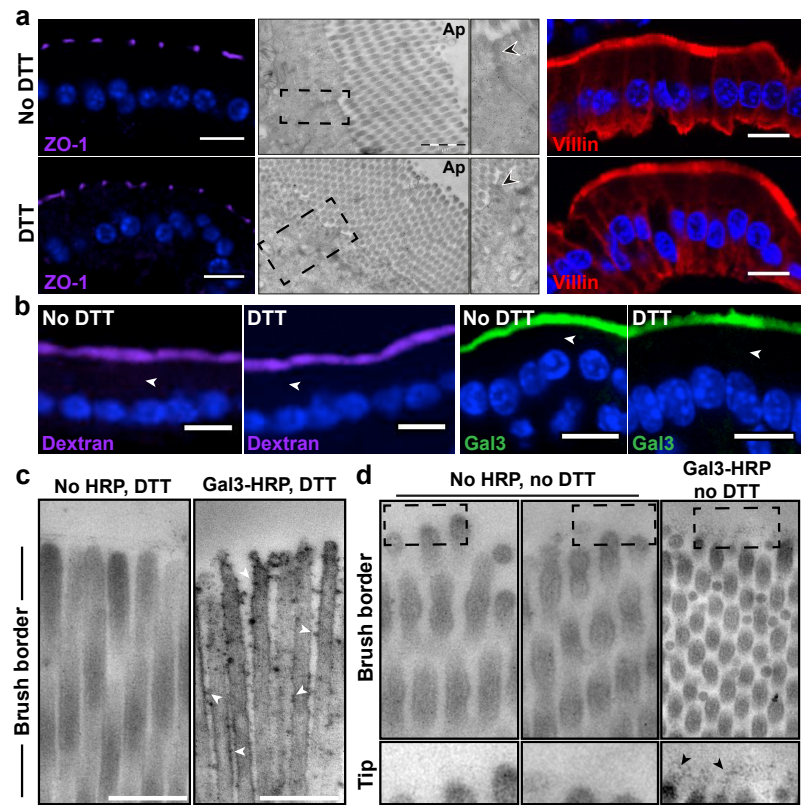 a
No DTT
ZO-1
Ap
Villin
DTT
ZO-1
Ap
Villin
b
No DTT
DTT
No DTT
DTT
Dextran
Dextran
Gal3
Gal3
c
No HRP, DTT
Gal3-HRP, DTT
Brush border
d
No HRP, no DTT
Gal3-HRP
no DTT
Brush border
Tip